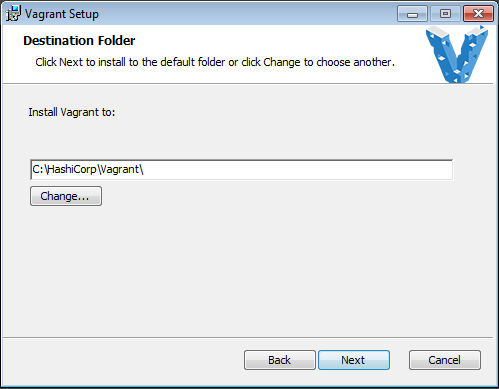 Vagrant Setup
Destination Folder
Click Next to install to the default folder or click Change to choose another.
Install Vagrant to:
C:\HashiCorp\Vagrant\
Change...
Back Next Cancel